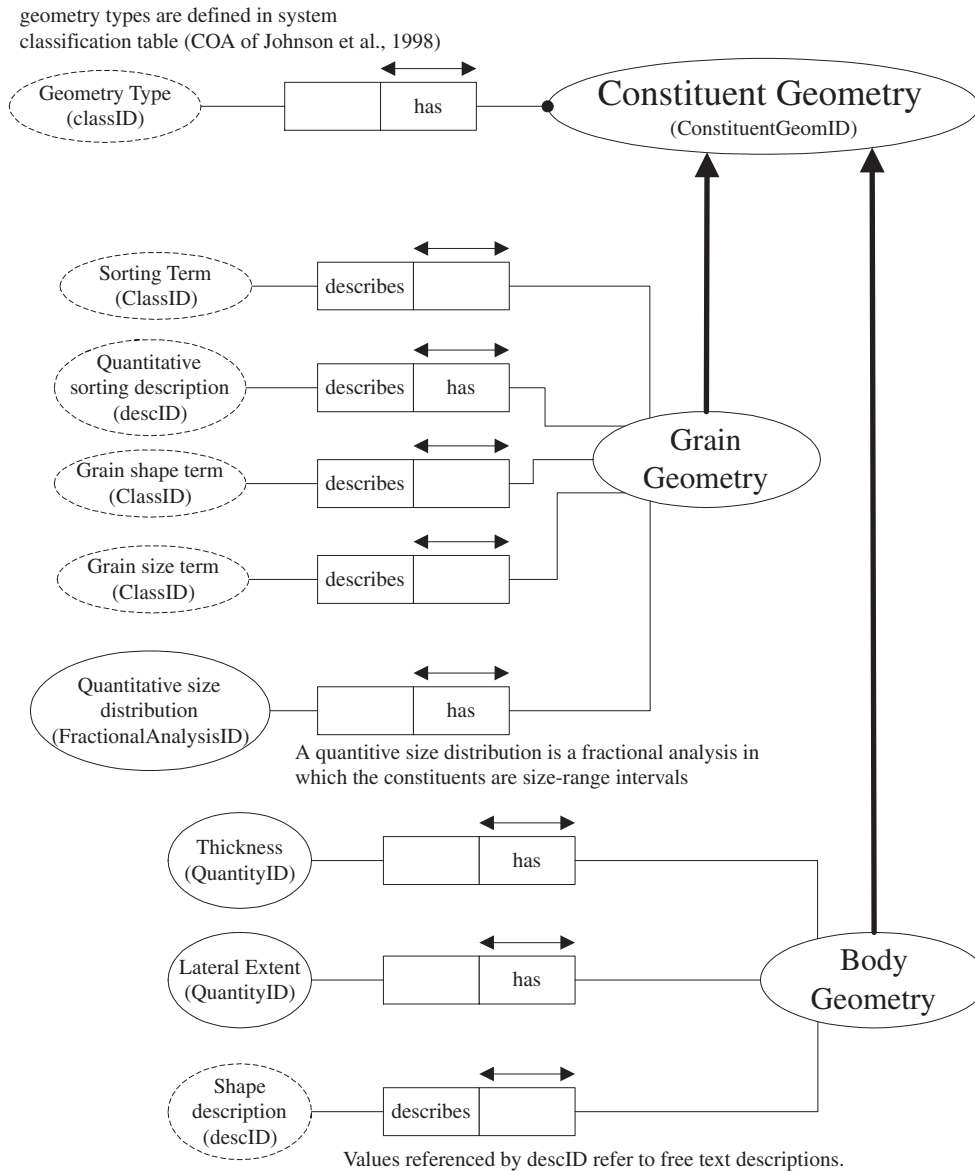 geometry types are defined in system
classification table (COA of Johnson et al., 1998)
Geometry Type
(classID)
has
Constituent Geometry
(ConstituentGeomID)
Sorting Term
(ClassID)
describes
Quantitative
sorting description
(descID)
describes
has
Grain shape term
(ClassID)
describes
Grain
Geometry
Grain size term
(ClassID)
describes
Quantitative size
distribution
(FractionalAnalysisID)
has
A quantitive size distribution is a fractional analysis in
which the constituents are size-range intervals
Thickness
(QuantityID)
has
Lateral Extent
(QuantityID)
has
Body
Geometry
Shape
description
(descID)
describes
Values referenced by descID refer to free text descriptions.